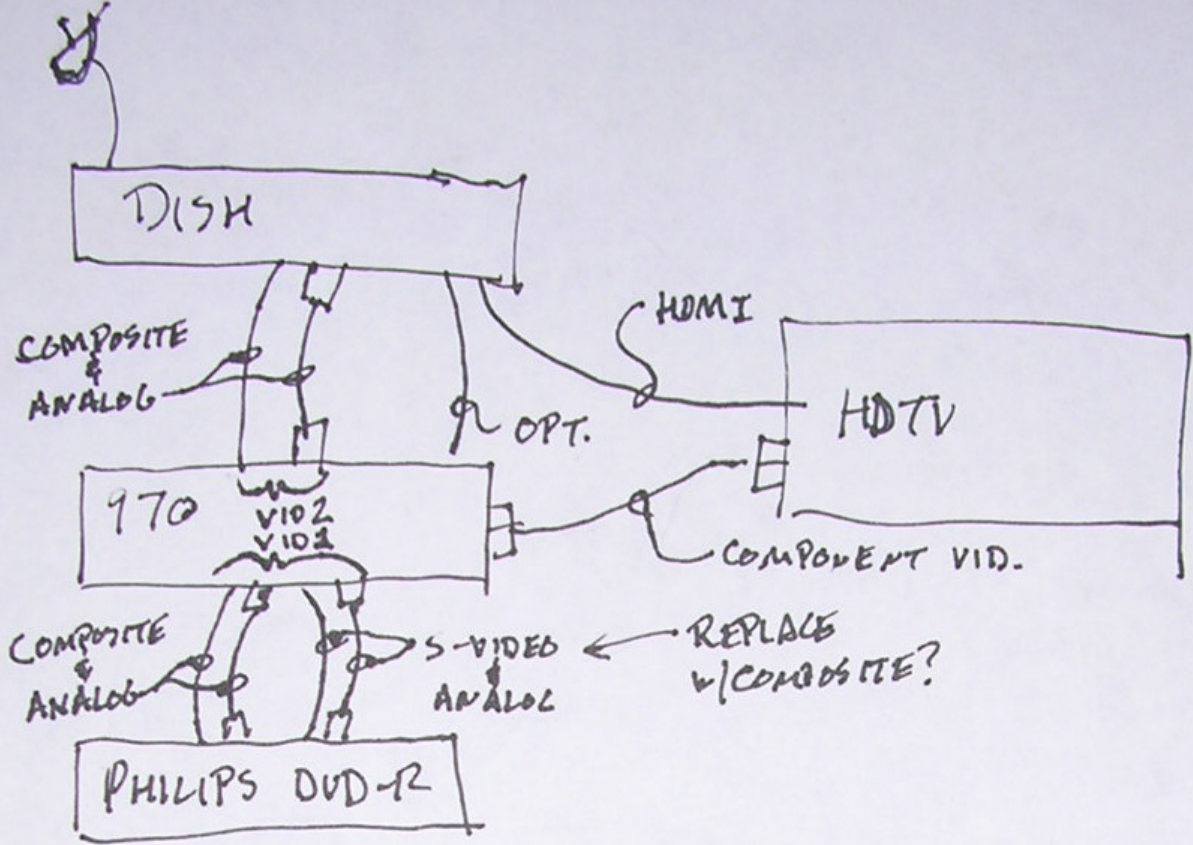 DISH
HDMI
COMPOSITE
&
ANALOG
HDTV
OPT.
970
VID2
VID1
COMPONENT VID.
COMPOSITE
&
ANALOG
S-VIDEO
&
ANALOG
REPLACE
w/COMPOSITE?
PHILIPS DVD-R